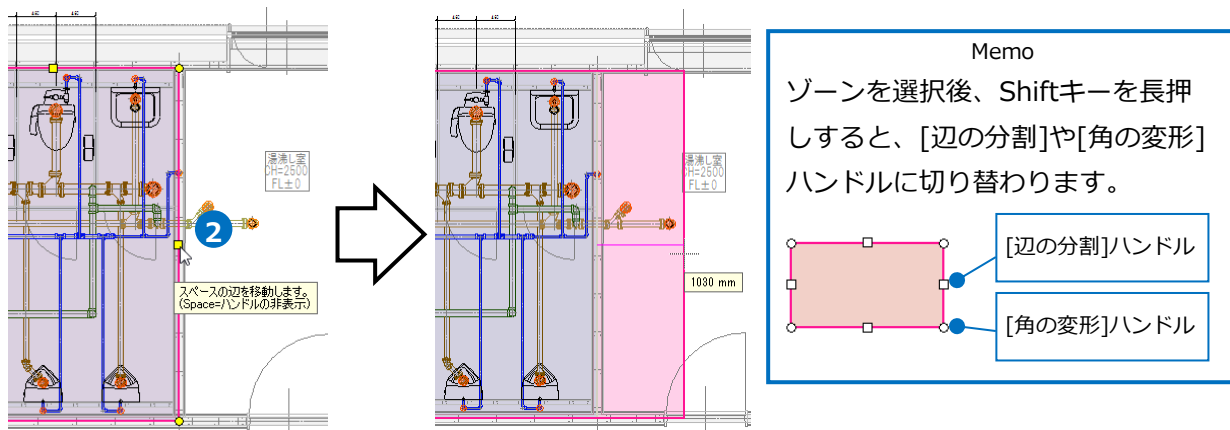 湯沸し室
CH=2500
FL±0
2
スペースの辺を移動します。
(Space=ハンドルの非表示)
湯沸し室
CH=2500
FL±0
1030 mm
Memo
ゾーンを選択後、Shiftキーを長押
しすると、[辺の分割]や[角の変形]
ハンドルに切り替わります。
[辺の分割]ハンドル
[角の変形]ハンドル